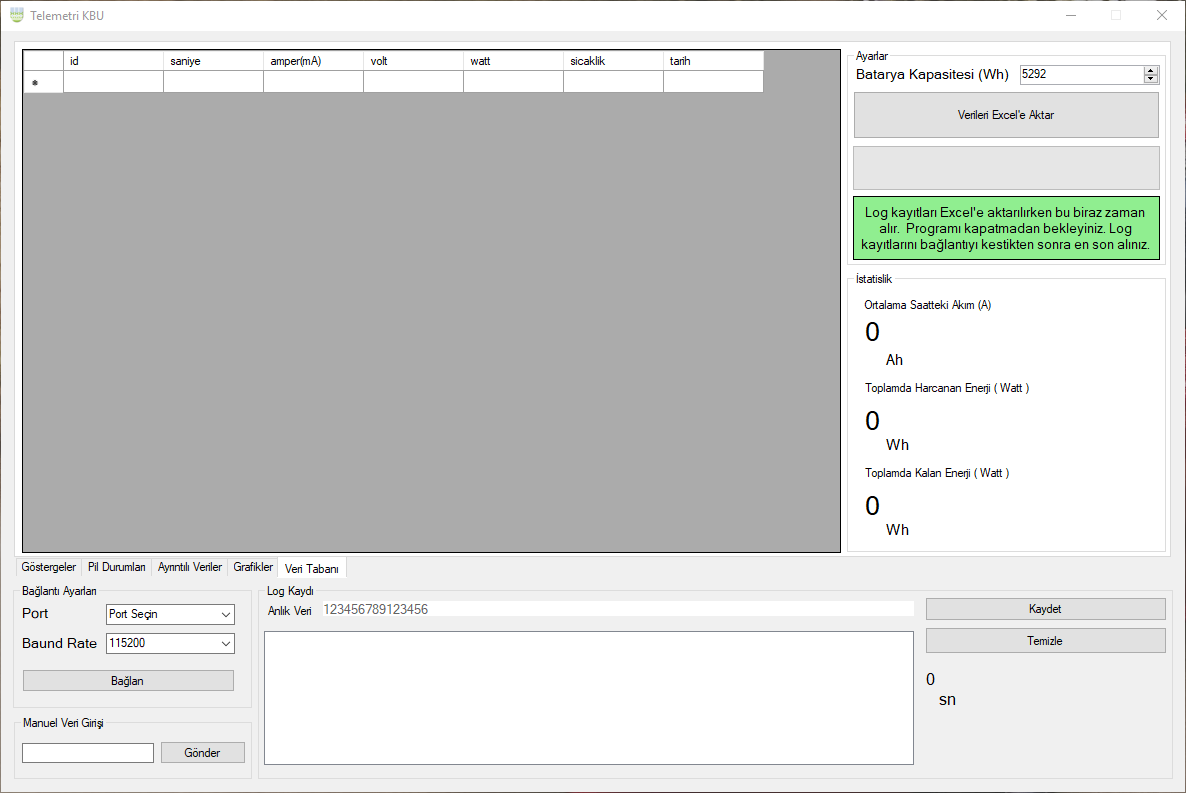 Telemetri KBU
id saniye amper(mA) volt watt sicaklik tarih
Ayarlar
Batarya Kapasitesi (Wh) 5292
Verileri Excel'e Aktar
Log kayıtları Excel'e aktarılırken bu biraz zaman
alır. Programı kapatmadan bekleyiniz. Log
kayıtlarını bağlantıyı kestikten sonra en son alınız.
İstatislik
Ortalama Saatteki Akım (A)
0
Ah
Toplamda Harcanan Enerji ( Watt )
0
Wh
Toplamda Kalan Enerji ( Watt )
0
Wh
Göstergeler Pil Durumları Ayrıntılı Veriler Grafikler Veri Tabanı
Bağlantı Ayarları
Port Port Seçin
Baund Rate 115200
Bağlan
Manuel Veri Girişi
Gönder
Log Kaydı
Anlık Veri 123456789123456
Kaydet
Temizle
0
sn